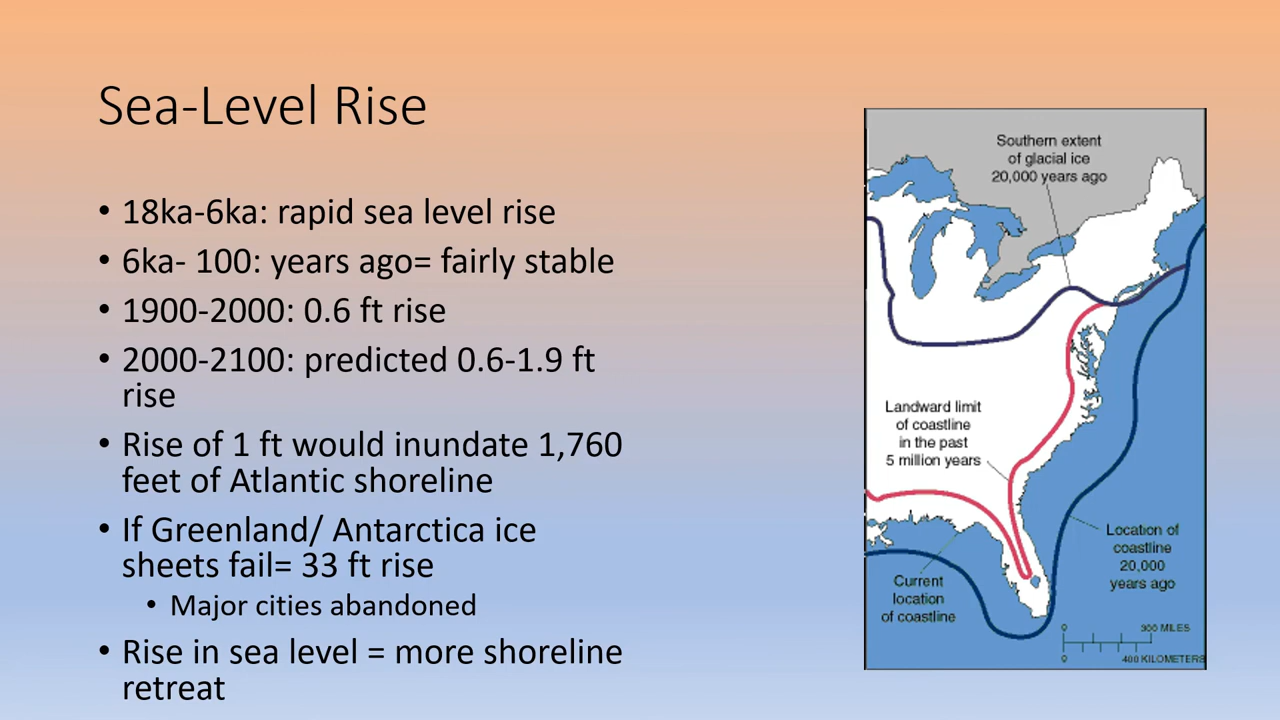 Sea-Level Rise
• 18ka-6ka: rapid sea level rise
• 6ka- 100: years ago= fairly stable
• 1900-2000: 0.6 ft rise
• 2000-2100: predicted 0.6-1.9 ft
rise
• Rise of 1 ft would inundate 1,760
feet of Atlantic shoreline
• If Greenland/ Antarctica ice
sheets fail= 33 ft rise
• Major cities abandoned
• Rise in sea level = more shoreline
retreat
Southern extent
of glacial ice
20,000 years ago
Landward limit
of coastline
in the past
5 million years
Location of
coastline
20,000
years ago
Current
location
of coastline
0 300 MILES
0 400 KILOMETERS